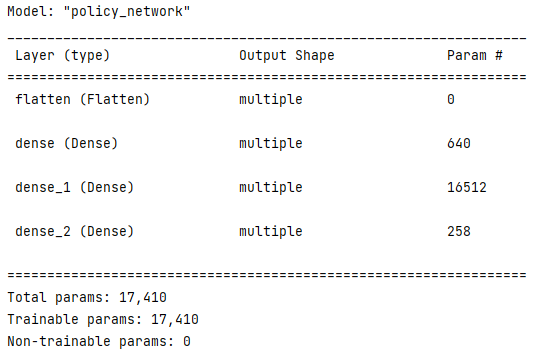 Model: "policy_network"
_________________________________________________________________
Layer (type) Output Shape Param #
=================================================================
flatten (Flatten) multiple 0
dense (Dense) multiple 640
dense_1 (Dense) multiple 16512
dense_2 (Dense) multiple 258
=================================================================
Total params: 17,410
Trainable params: 17,410
Non-trainable params: 0